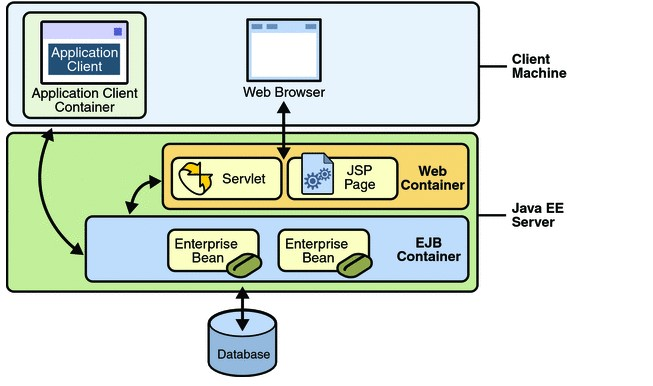 Application
Client
Application Client
Container
Web Browser
Client
Machine
Servlet
JSP
Page
Web
Container
Java EE
Server
Enterprise
Bean
Enterprise
Bean
EJB
Container
Database